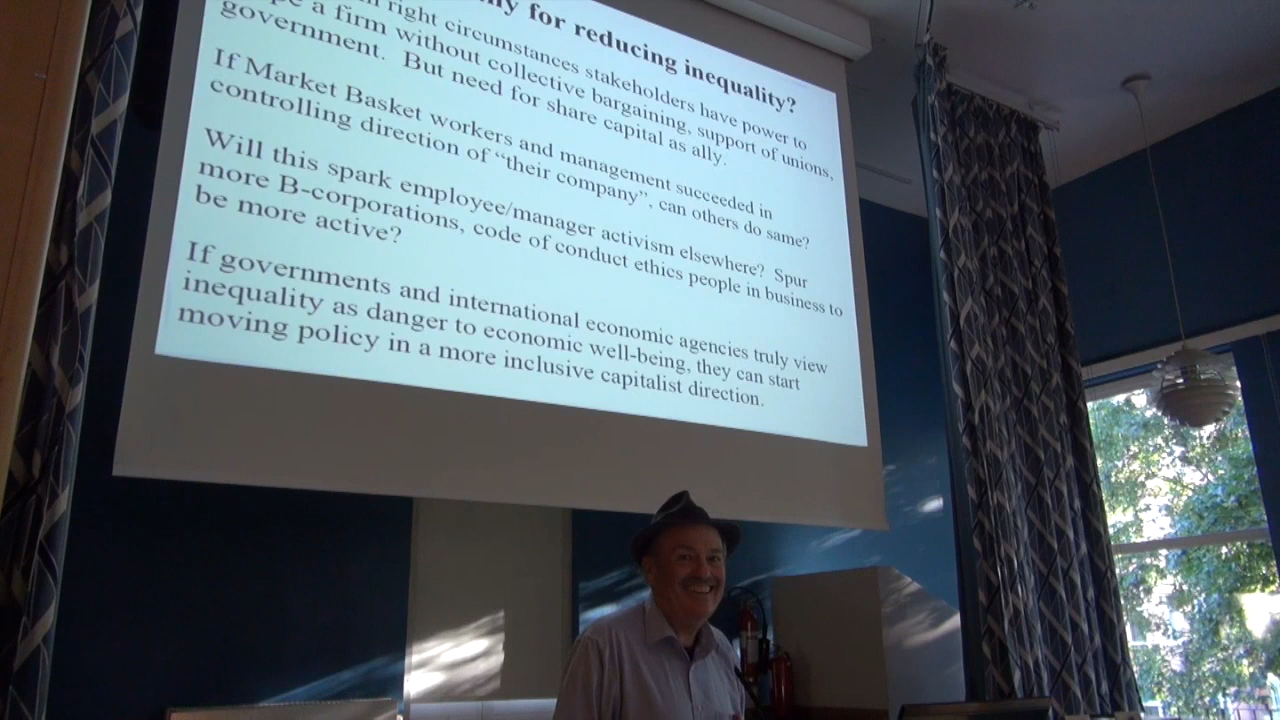 for reducing inequality?
right circumstances stakeholders have power to
a firm without collective bargaining, support of unions,
government. But need for share capital as ally.
If Market Basket workers and management succeeded in
controlling direction of “their company”, can others do same?
Will this spark employee/manager activism elsewhere? Spur
more B-corporations, code of conduct ethics people in business to
be more active?
If governments and international economic agencies truly view
inequality as danger to economic well-being, they can start
moving policy in a more inclusive capitalist direction.